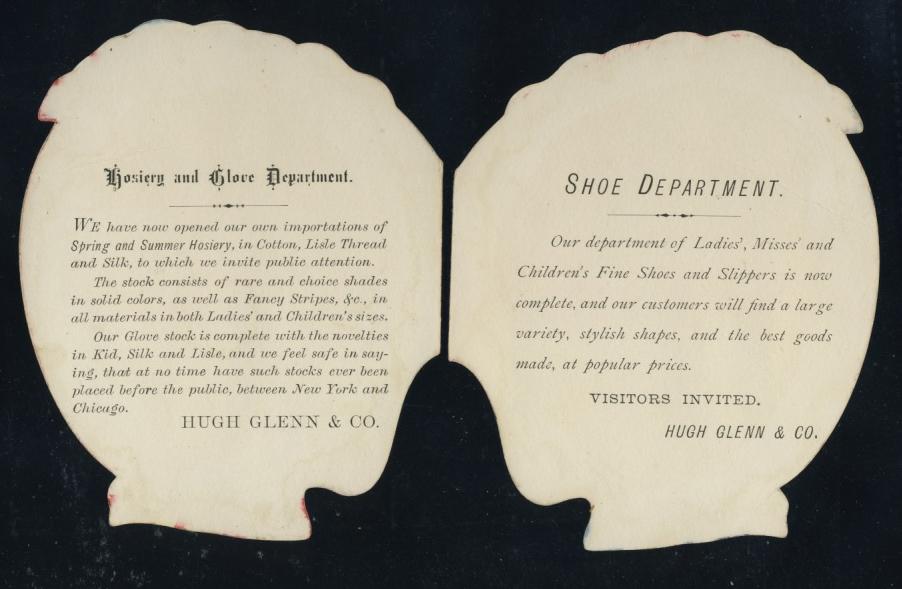 Hosiery and Glove Department.
WE have now opened our own importations of
Spring and Summer Hosiery, in Cotton, Lisle Thread
and Silk, to which we invite public attention.
The stock consists of rare and choice shades
in solid colors, as well as Fancy Stripes, &c., in
all materials in both Ladies' and Children's sizes.
Our Glove stock is complete with the novelties
in Kid, Silk and Lisle, and we feel safe in say-
ing, that at no time have such stocks ever been
placed before the public, between New York and
Chicago.
HUGH GLENN & CO.
SHOE DEPARTMENT.
Our department of Ladies', Misses' and
Children's Fine Shoes and Slippers is now
complete, and our customers will find a large
variety, stylish shapes, and the best goods
made, at popular prices.
VISITORS INVITED.
HUGH GLENN & CO.